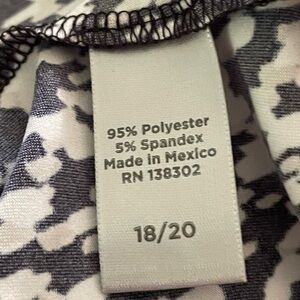 95% Polyester
5% Spandex
Made in Mexico
RN 138302
18/20